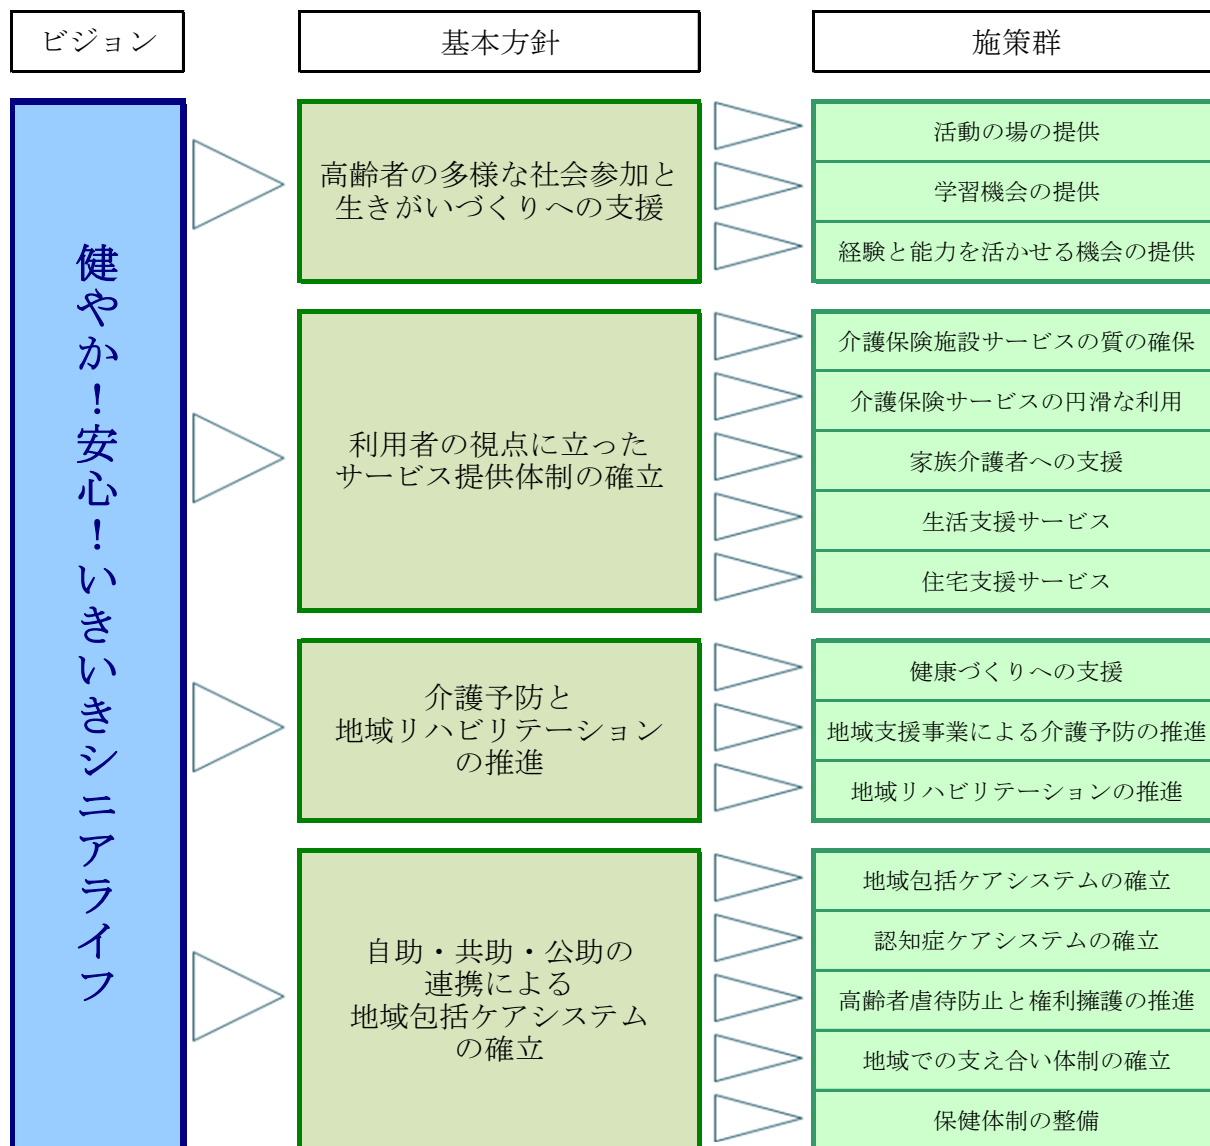 ビジョン
基本方針
施策群
健やか！安心！いきいきシニアライフ
高齢者の多様な社会参加と
生きがいづくりへの支援
活動の場の提供
学習機会の提供
経験と能力を活かせる機会の提供
利用者の視点に立った
サービス提供体制の確立
介護保険施設サービスの質の確保
介護保険サービスの円滑な利用
家族介護者への支援
生活支援サービス
住宅支援サービス
介護予防と
地域リハビリテーション
の推進
健康づくりへの支援
地域支援事業による介護予防の推進
地域リハビリテーションの推進
自助・共助・公助の
連携による
地域包括ケアシステム
の確立
地域包括ケアシステムの確立
認知症ケアシステムの確立
高齢者虐待防止と権利擁護の推進
地域での支え合い体制の確立
保健体制の整備